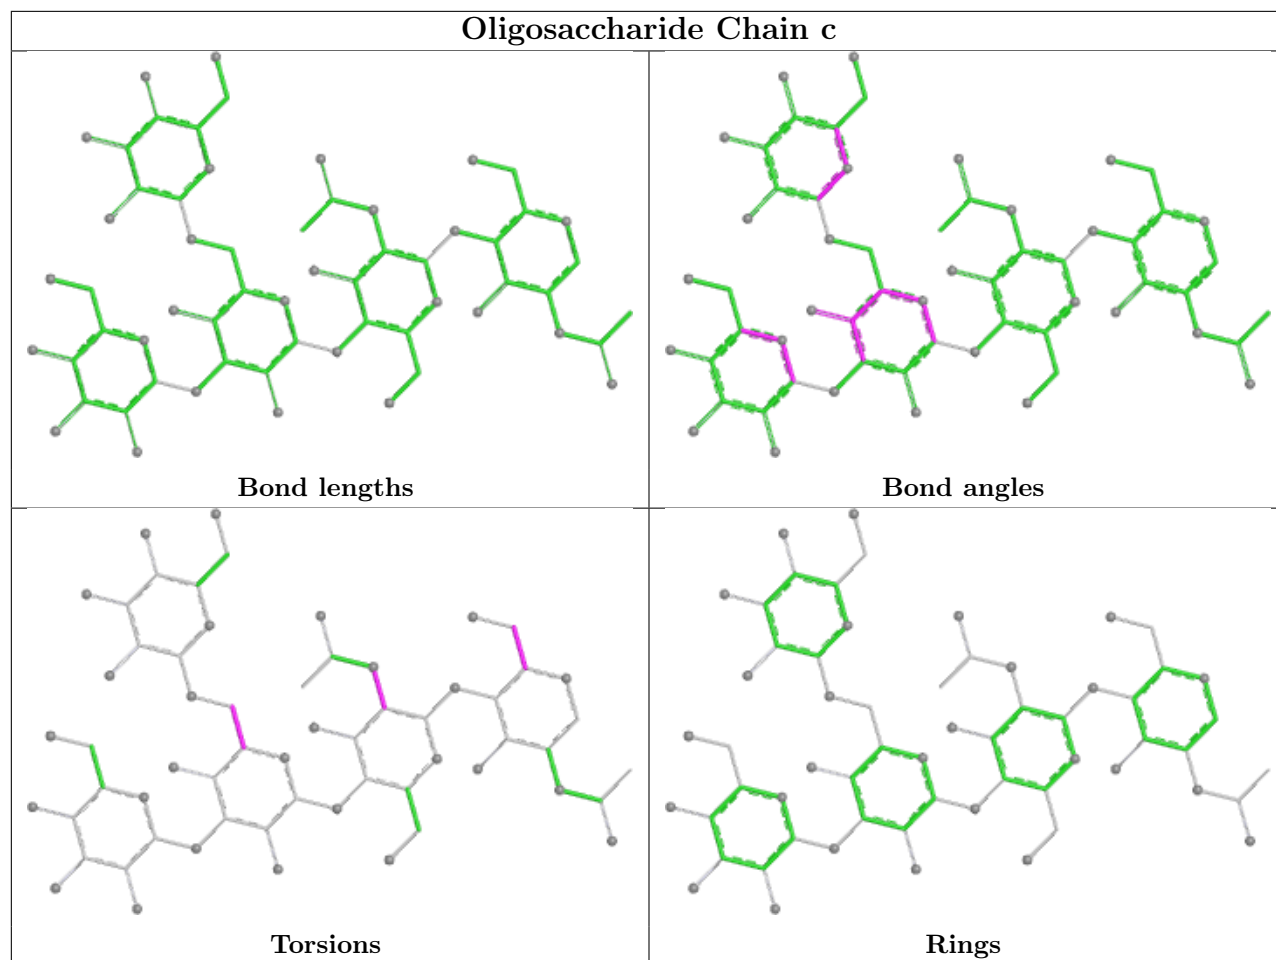 Oligosaccharide Chain c
Bond lengths
Bond angles
Torsions
Rings